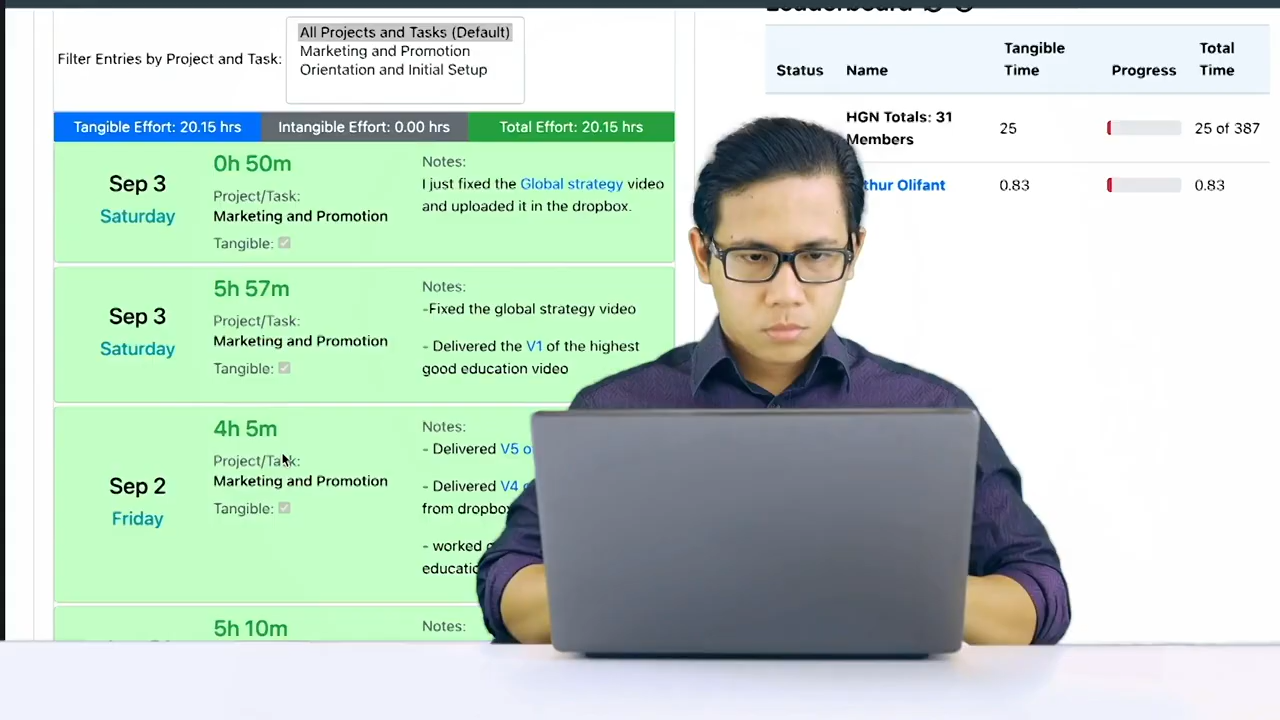 Filter Entries by Project and Task:
All Projects and Tasks (Default)
Marketing and Promotion
Orientation and Initial Setup
Tangible Effort: 20.15 hrs
Intangible Effort: 0.00 hrs
Total Effort: 20.15 hrs
Sep 3
Saturday
0h 50m
Project/Task:
Marketing and Promotion
Tangible:
Notes:
I just fixed the Global strategy video
and uploaded it in the dropbox.
Sep 3
Saturday
5h 57m
Project/Task:
Marketing and Promotion
Tangible:
Notes:
-Fixed the global strategy video
- Delivered the V1 of the highest
good education video
Sep 2
Friday
4h 5m
Project/Task:
Marketing and Promotion
Tangible:
Notes:
- Delivered V5
- Delivered V4
from
- worked
5h 10m
Notes:
Leaderboard
Status
Name
Tangible
Time
Progress
Total
Time
HGN Totals: 31
Members
25
25 of 387
Olifant
0.83
0.83